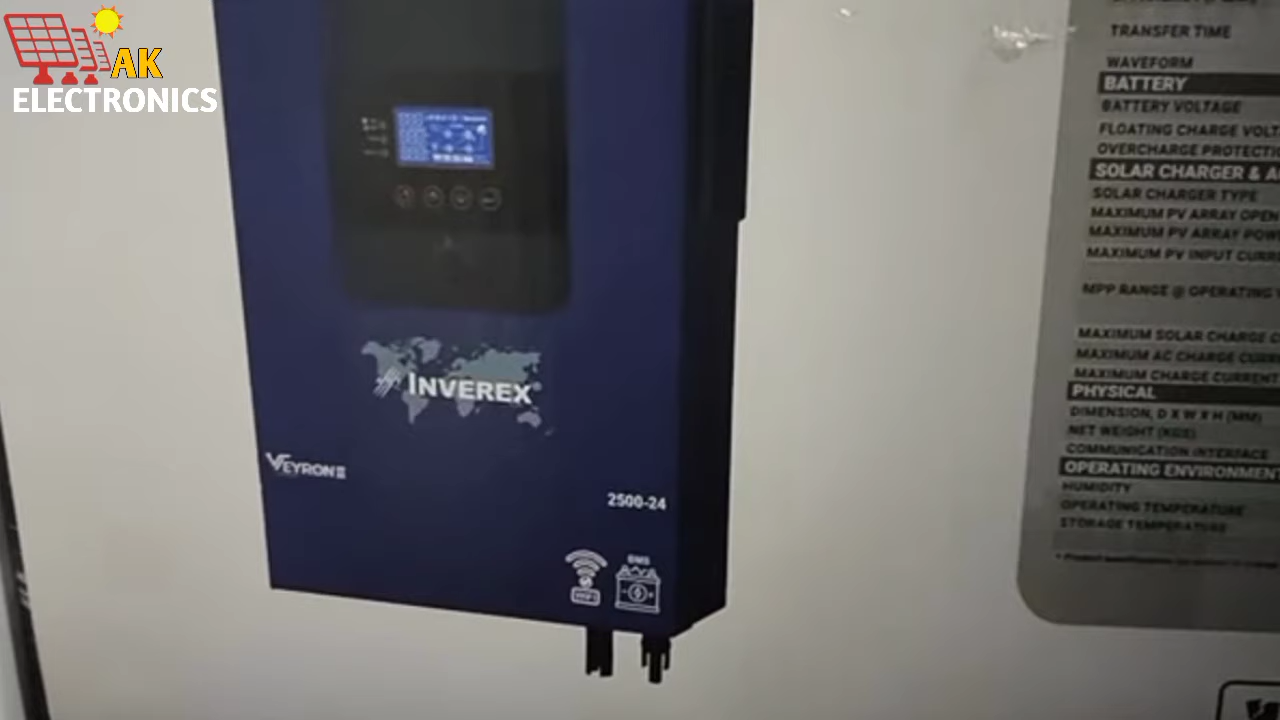 AK
ELECTRONICS
INVEREX
VEYRON II
2500-24
WiFi
BMS
TRANSFER TIME
WAVEFORM
BATTERY
BATTERY VOLTAGE
FLOATING CHARGE VOLT
OVERCHARGE PROTECTIO
SOLAR CHARGER & A
SOLAR CHARGER TYPE
MAXIMUM PV ARRAY OPEN
MAXIMUM PV ARRAY POW
MAXIMUM PV INPUT CURRE
MPP RANGE @ OPERATING
MAXIMUM SOLAR CHARGE C
MAXIMUM AC CHARGE CURR
MAXIMUM CHARGE CURRENT
PHYSICAL
DIMENSION, D X W X H (MM)
NET WEIGHT (KGS)
COMMUNICATION INTERFACE
OPERATING ENVIRONMENT
HUMIDITY
OPERATING TEMPERATURE
STORAGE TEMPERATURE